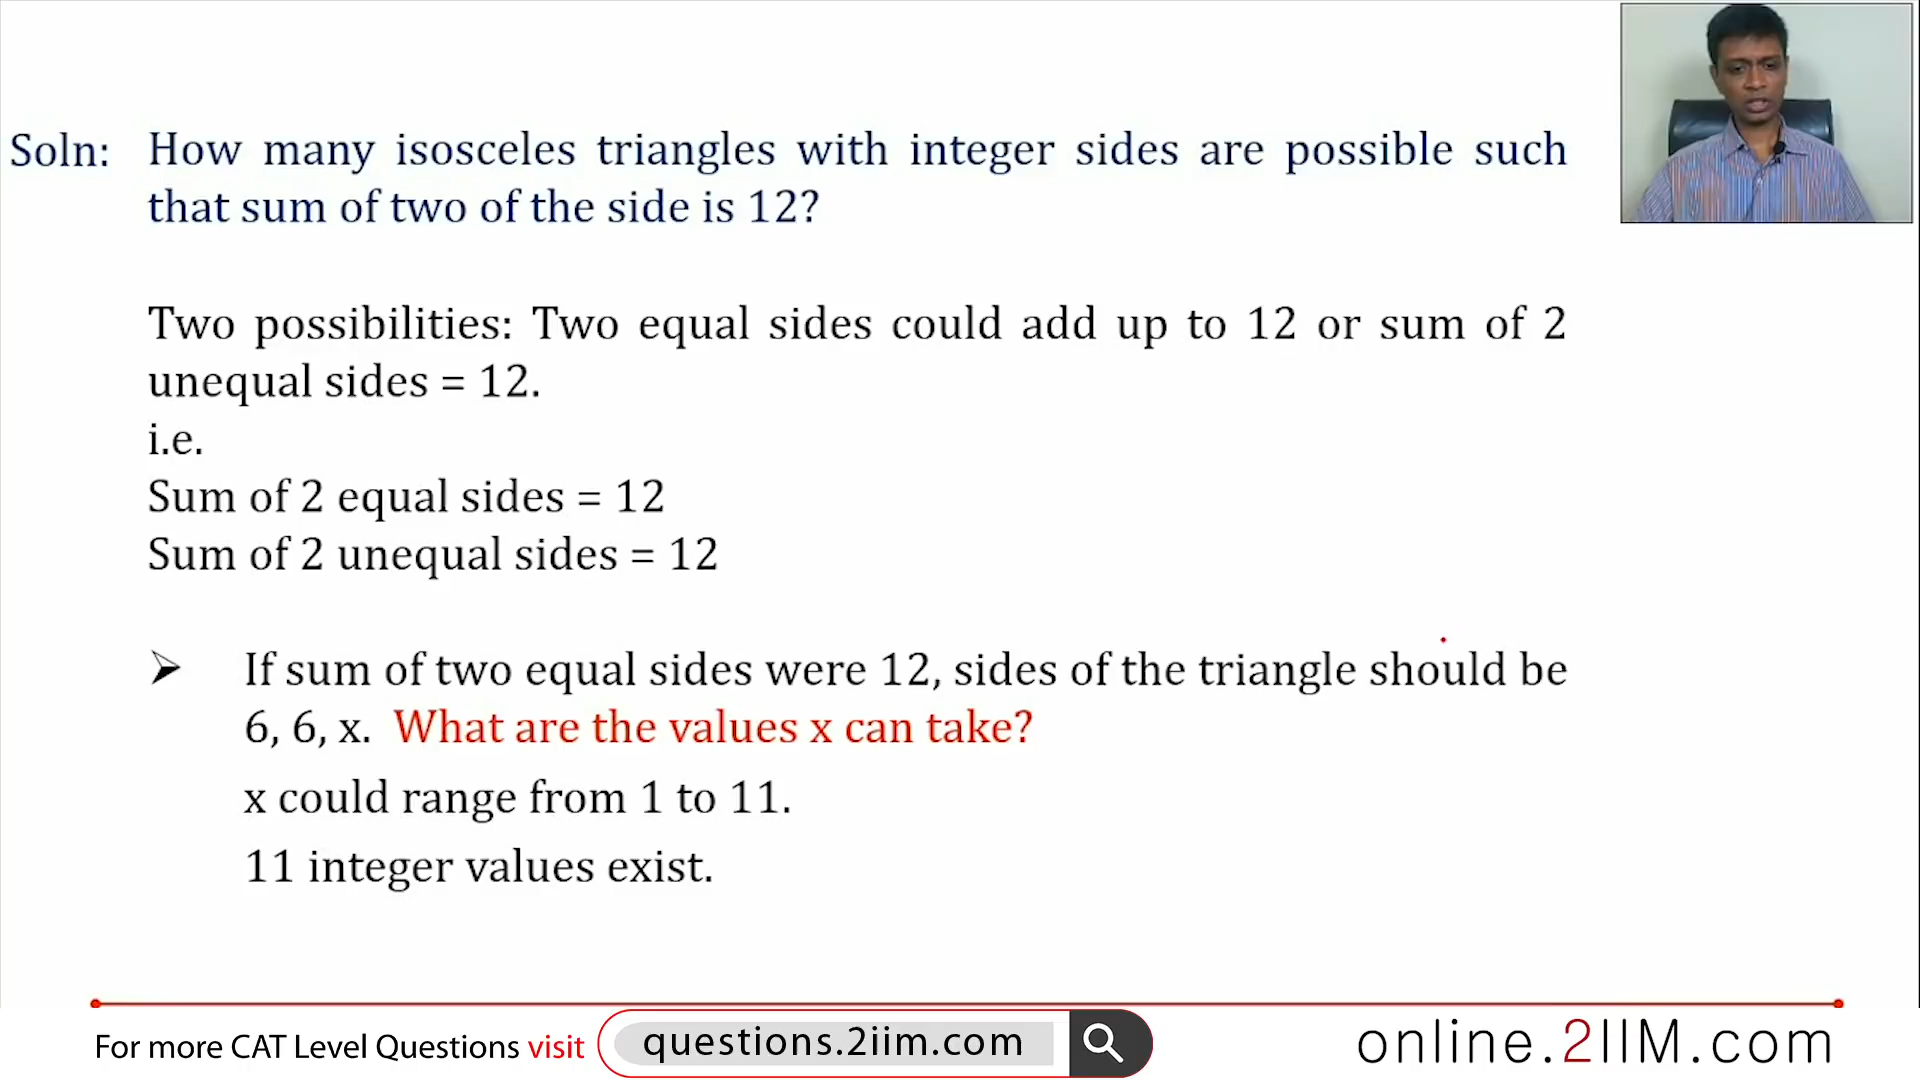 Soln: How many isosceles triangles with integer sides are possible such
that sum of two of the side is 12?
Two possibilities: Two equal sides could add up to 12 or sum of 2
unequal sides = 12.
i.e.
Sum of 2 equal sides = 12
Sum of 2 unequal sides = 12
➢ If sum of two equal sides were 12, sides of the triangle should be
6, 6, x. What are the values x can take?
x could range from 1 to 11.
11 integer values exist.
For more CAT Level Questions visit questions.2iim.com online.2IIM.com